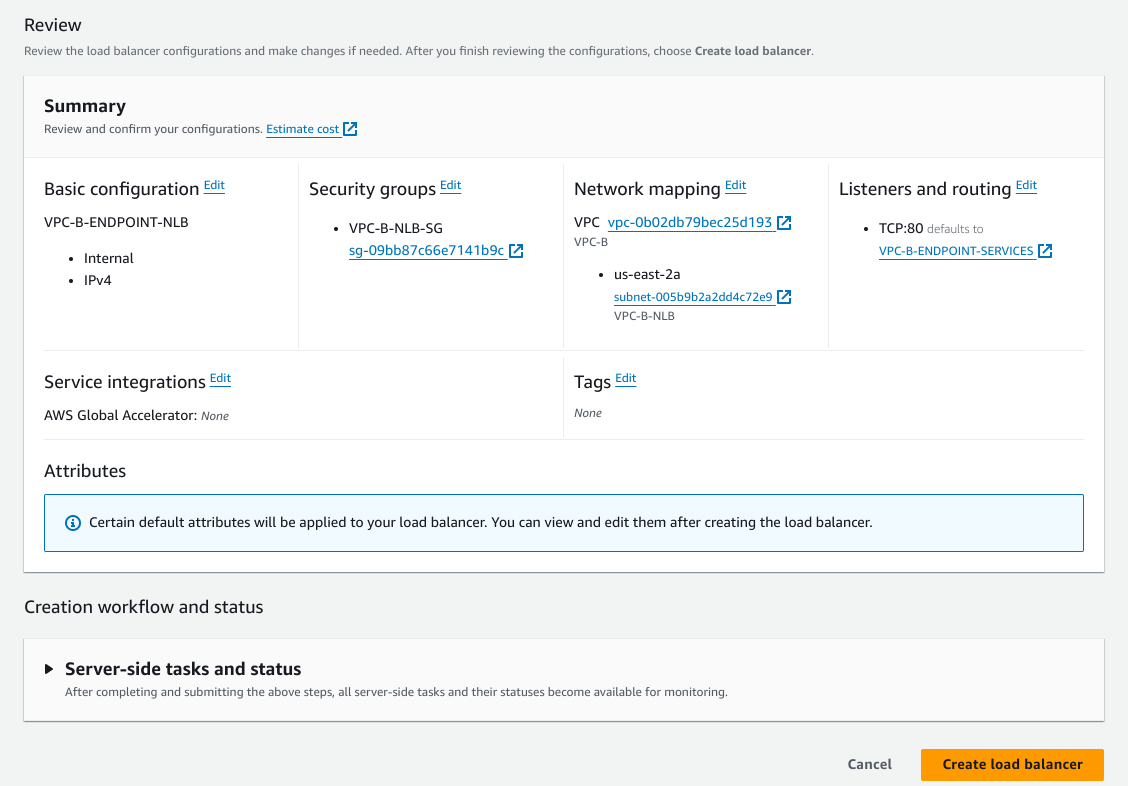 Review
Review the load balancer configurations and make changes if needed. After you finish reviewing the configurations, choose Create load balancer.
Summary
Review and confirm your configurations. Estimate cost
Basic configuration Edit
VPC-B-ENDPOINT-NLB
Internal
IPv4
Security groups Edit
VPC-B-NLB-SG
sg-09bb87c66e7141b9c
Network mapping Edit
VPC vpc-0b02db79bec25d193
VPC-B
us-east-2a
subnet-005b9b2a2dd4c72e9
VPC-B-NLB
Listeners and routing Edit
TCP:80 defaults to
VPC-B-ENDPOINT-SERVICES
Service integrations Edit
AWS Global Accelerator: None
Tags Edit
None
Attributes
Certain default attributes will be applied to your load balancer. You can view and edit them after creating the load balancer.
Creation workflow and status
Server-side tasks and status
After completing and submitting the above steps, all server-side tasks and their statuses become available for monitoring.
Cancel
Create load balancer